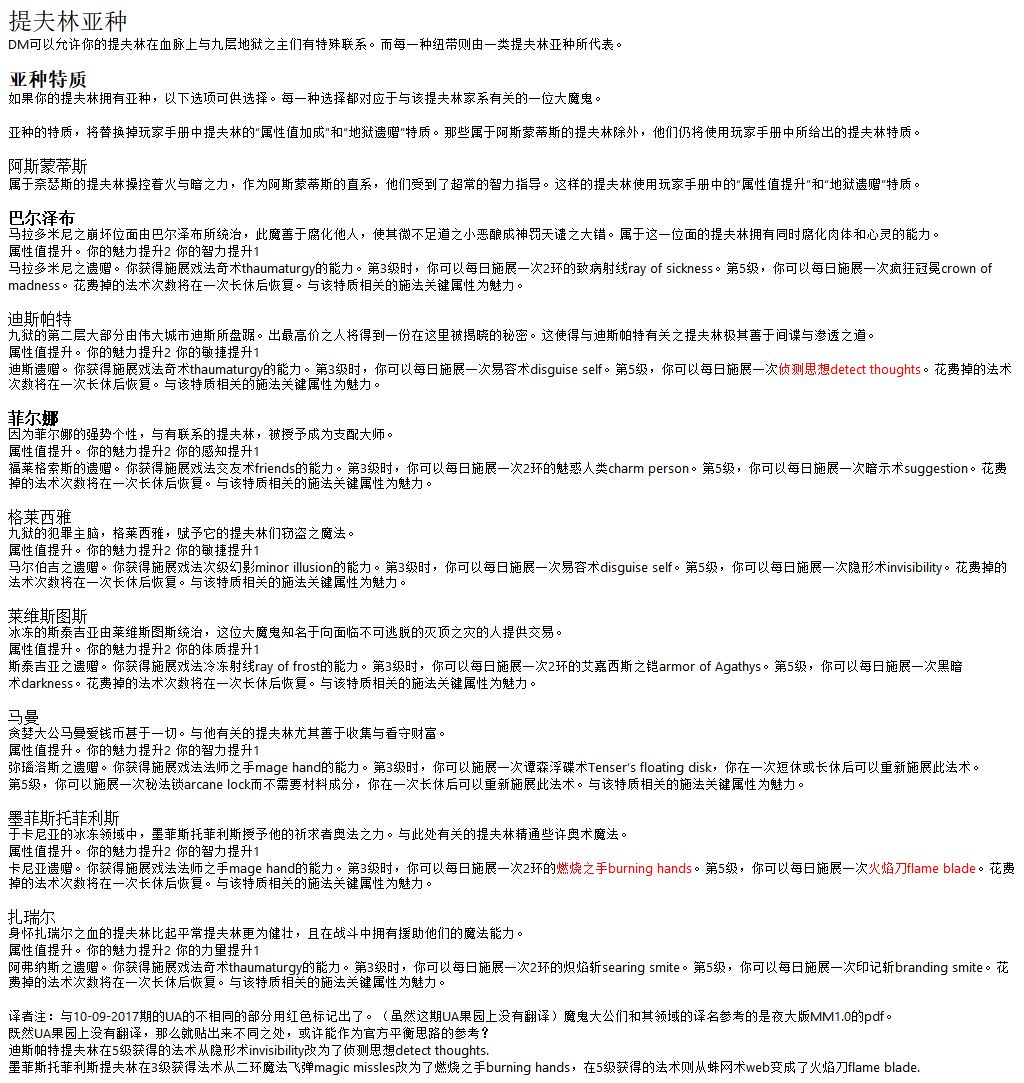 提夫林亚种
DM可以允许你的提夫林在血脉上与九层地狱之主们有特殊联系。而每一种纽带则由一类提夫林亚种所代表。
亚种特质
如果你的提夫林拥有亚种，以下选项可供选择。每一种选择都对应于与该提夫林家系有关的一位大魔鬼。
亚种的特质，将替换掉玩家手册中提夫林的“属性值加成”和“地狱遗赠”特质。那些属于阿斯蒙蒂斯的提夫林除外，他们仍将使用玩家手册中所给出的提夫林特质。
阿斯蒙蒂斯
属于奈瑟斯的提夫林操控着火与暗之力，作为阿斯蒙蒂斯的直系，他们受到了超常的智力指导。这样的提夫林使用玩家手册中的“属性值提升”和“地狱遗赠”特质。
巴尔泽布
马拉多米尼之崩坏位面由巴尔泽布所统治，此魔善于腐化他人，使其微不足道之小恶酿成神罚天谴之大错。属于这一位面的提夫林拥有同时腐化肉体和心灵的能力。
属性值提升。你的魅力提升2 你的智力提升1
马拉多米尼之遗赠。你获得施展戏法奇术thaumaturgy的能力。第3级时，你可以每日施展一次2环的致病射线ray of sickness。第5级，你可以每日施展一次疯狂冠冕crown of
madness。花费掉的法术次数将在一次长休后恢复。与该特质相关的施法关键属性为魅力。
迪斯帕特
九狱的第二层大部分由伟大城市迪斯所盘踞。出最高价之人将得到一份在这里被揭晓的秘密。这使得与迪斯帕特有关之提夫林极其善于间谍与渗透之道。
属性值提升。你的魅力提升2 你的敏捷提升1
迪斯遗赠。你获得施展戏法奇术thaumaturgy的能力。第3级时，你可以每日施展一次易容术disguise self。第5级，你可以每日施展一次侦测思想detect thoughts。花费掉的法术
次数将在一次长休后恢复。与该特质相关的施法关键属性为魅力。
菲尔娜
因为菲尔娜的强势个性，与有联系的提夫林，被授予成为支配大师。
属性值提升。你的魅力提升2 你的感知提升1
福莱格索斯的遗赠。你获得施展戏法交友术friends的能力。第3级时，你可以每日施展一次2环的魅惑人类charm person。第5级，你可以每日施展一次暗示术suggestion。花费
掉的法术次数将在一次长休后恢复。与该特质相关的施法关键属性为魅力。
格莱西雅
九狱的犯罪主脑，格莱西雅，赋予它的提夫林们窃盗之魔法。
属性值提升。你的魅力提升2 你的敏捷提升1
马尔伯吉之遗赠。你获得施展戏法次级幻影minor illusion的能力。第3级时，你可以每日施展一次易容术disguise self。第5级，你可以每日施展一次隐形术invisibility。花费掉的
法术次数将在一次长休后恢复。与该特质相关的施法关键属性为魅力。
莱维斯图斯
冰冻的斯泰吉亚由莱维斯图斯统治，这位大魔鬼知名于向面临不可逃脱的灭顶之灾的人提供交易。
属性值提升。你的魅力提升2 你的体质提升1
斯泰吉亚之遗赠。你获得施展戏法冷冻射线ray of frost的能力。第3级时，你可以每日施展一次2环的艾嘉西斯之铠armor of Agathys。第5级，你可以每日施展一次黑暗
术darkness。花费掉的法术次数将在一次长休后恢复。与该特质相关的施法关键属性为魅力。
马曼
贪婪大公马曼爱钱币甚于一切。与他有关的提夫林尤其善于收集与看守财富。
属性值提升。你的魅力提升2 你的智力提升1
弥瑙洛斯之遗赠。你获得施展戏法法师之手mage hand的能力。第3级时，你可以施展一次谭森浮碟术Tenser's floating disk，你在一次短休或长休后可以重新施展此法术。
第5级，你可以施展一次秘法锁arcane lock而不需要材料成分，你在一次长休后可以重新施展此法术。与该特质相关的施法关键属性为魅力。
墨菲斯托菲利斯
于卡尼亚的冰冻领域中，墨菲斯托菲利斯授予他的祈求者奥法之力。与此处有关的提夫林精通些许奥术魔法。
属性值提升。你的魅力提升2 你的智力提升1
卡尼亚遗赠。你获得施展戏法法师之手mage hand的能力。第3级时，你可以每日施展一次2环的燃烧之手burning hands。第5级，你可以每日施展一次火焰刀flame blade。花费
掉的法术次数将在一次长休后恢复。与该特质相关的施法关键属性为魅力。
扎瑞尔
身怀扎瑞尔之血的提夫林比起平常提夫林更为健壮，且在战斗中拥有援助他们的魔法能力。
属性值提升。你的魅力提升2 你的力量提升1
阿弗纳斯之遗赠。你获得施展戏法奇术thaumaturgy的能力。第3级时，你可以每日施展一次2环的炽焰斩searing smite。第5级，你可以每日施展一次印记斩branding smite。花
费掉的法术次数将在一次长休后恢复。与该特质相关的施法关键属性为魅力。
译者注：与10-09-2017期的UA的不相同的部分用红色标记出了。（虽然这期UA果园上没有翻译）魔鬼大公们和其领域的译名参考的是夜大版MM1.0的pdf。
既然UA果园上没有翻译，那么就贴出来不同之处，或许能作为官方平衡思路的参考？
迪斯帕特提夫林在5级获得的法术从隐形术invisibility改为了侦测思想detect thoughts.
墨菲斯托菲利斯提夫林在3级获得法术从二环魔法飞弹magic missles改为了燃烧之手burning hands，在5级获得的法术则从蛛网术web变成了火焰刀flame blade.